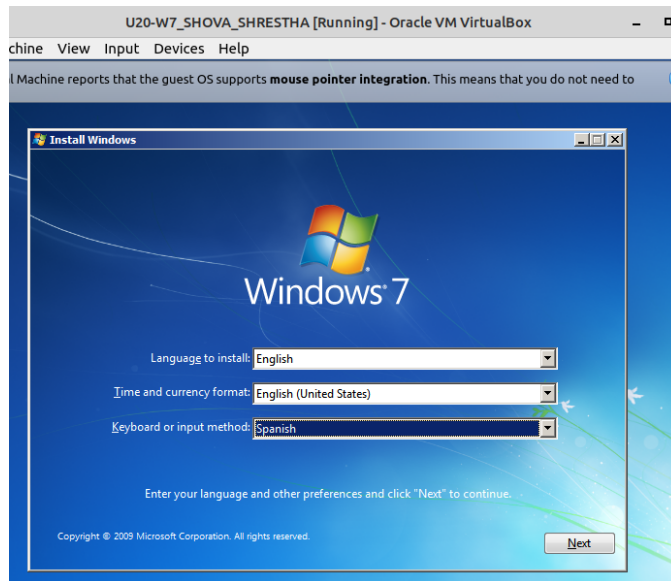 U20-W7_SHOVA_SHRESTHA [Running] - Oracle VM VirtualBox
chine View Input Devices Help
l Machine reports that the guest OS supports mouse pointer integration. This means that you do not need to
Install Windows
Windows 7
Language to install: English
Time and currency format: English (United States)
Keyboard or input method: Spanish
Enter your language and other preferences and click "Next" to continue.
Copyright © 2009 Microsoft Corporation. All rights reserved.
Next